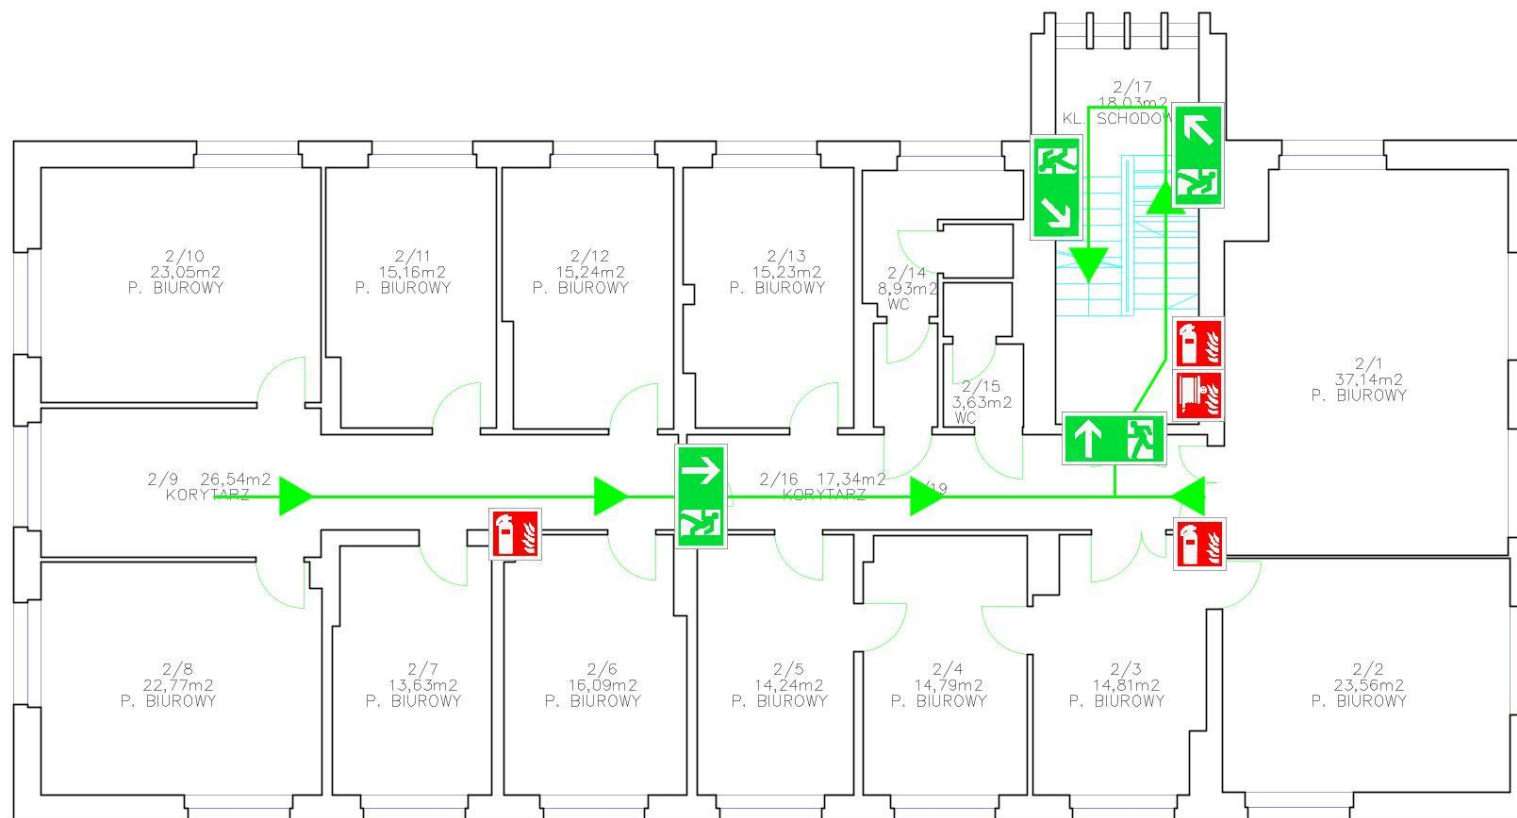 2/17
18,03m2
KL. SCHODOW
2/10
23,05m2
P. BIUROWY
2/11
15,16m2
P. BIUROWY
2/12
15,24m2
P. BIUROWY
2/13
15,23m2
P. BIUROWY
2/14
8,93m2
WC
2/15
3,63m2
WC
2/1
37,14m2
P. BIUROWY
2/9 26,54m2
KORYTARZ
2/16 17,34m2
KORYTARZ
/19
2/8
22,77m2
P. BIUROWY
2/7
13,63m2
P. BIUROWY
2/6
16,09m2
P. BIUROWY
2/5
14,24m2
P. BIUROWY
2/4
14,79m2
P. BIUROWY
2/3
14,81m2
P. BIUROWY
2/2
23,56m2
P. BIUROWY